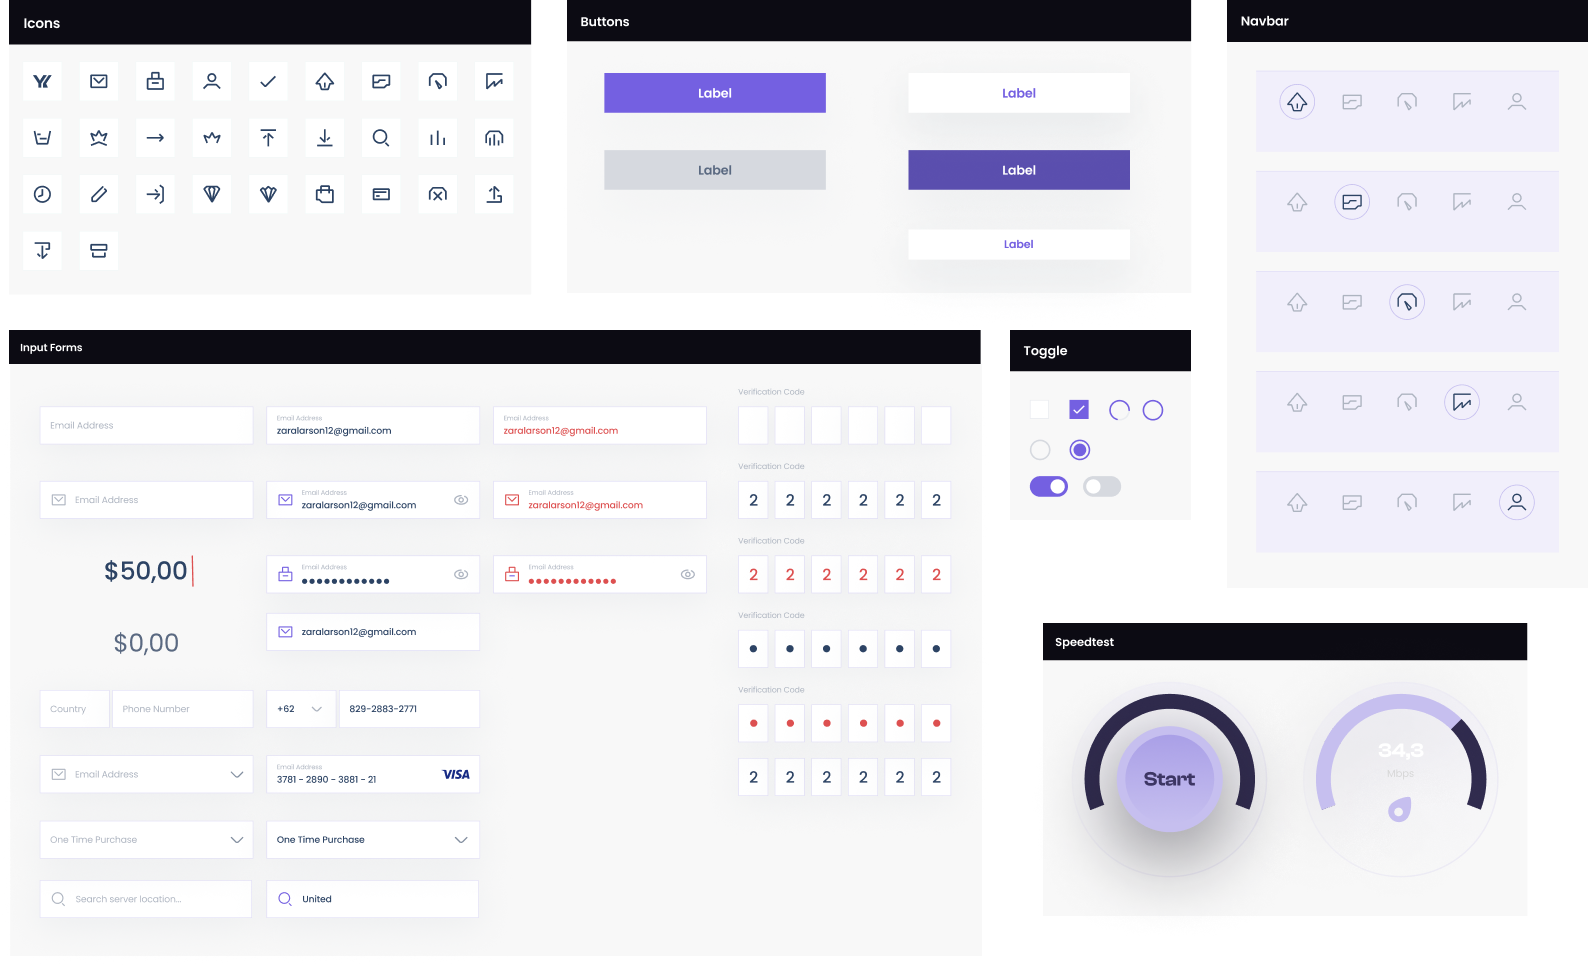 Icons
Buttons
Label
Label
Label
Label
Label
Navbar
Input Forms
Email Address
Email Address
zaralarson12@gmail.com
Email Address
zaralarson12@gmail.com
Email Address
Email Address
zaralarson12@gmail.com
Email Address
zaralarson12@gmail.com
$50,00
Email Address
Email Address
$0,00
zaralarson12@gmail.com
Country
Phone Number
+62
829-2883-2771
Email Address
Email Address
3781 - 2890 - 3881 - 21
VISA
One Time Purchase
One Time Purchase
Search server location...
United
Verification Code
Verification Code
2 2 2 2 2 2
Verification Code
2 2 2 2 2 2
Verification Code
Verification Code
2 2 2 2 2 2
Toggle
Speedtest
Start
34,3
Mbps